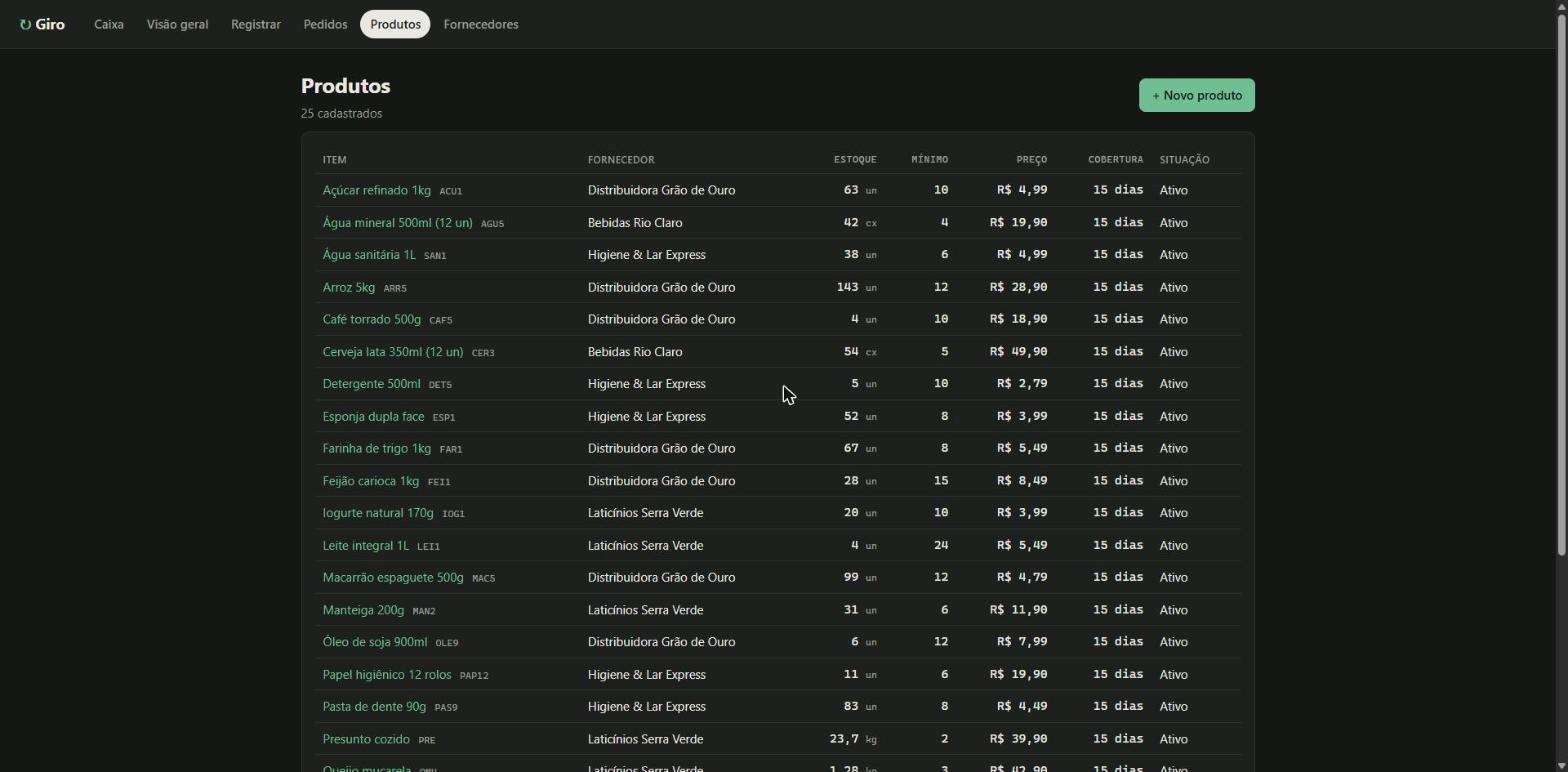 ↻ Giro Caixa Visão geral Registrar Pedidos Produtos Fornecedores
Produtos
25 cadastrados
+ Novo produto
ITEM FORNECEDOR ESTOQUE MÍNIMO PREÇO COBERTURA SITUAÇÃO
Açúcar refinado 1kg ACU1 Distribuidora Grão de Ouro 63 un 10 R$ 4,99 15 dias Ativo
Água mineral 500ml (12 un) AGU5 Bebidas Rio Claro 42 cx 4 R$ 19,90 15 dias Ativo
Água sanitária 1L SAN1 Higiene & Lar Express 38 un 6 R$ 4,99 15 dias Ativo
Arroz 5kg ARR5 Distribuidora Grão de Ouro 143 un 12 R$ 28,90 15 dias Ativo
Café torrado 500g CAF5 Distribuidora Grão de Ouro 4 un 10 R$ 18,90 15 dias Ativo
Cerveja lata 350ml (12 un) CER3 Bebidas Rio Claro 54 cx 5 R$ 49,90 15 dias Ativo
Detergente 500ml DET5 Higiene & Lar Express 5 un 10 R$ 2,79 15 dias Ativo
Esponja dupla face ESP1 Higiene & Lar Express 52 un 8 R$ 3,99 15 dias Ativo
Farinha de trigo 1kg FAR1 Distribuidora Grão de Ouro 67 un 8 R$ 5,49 15 dias Ativo
Feijão carioca 1kg FEI1 Distribuidora Grão de Ouro 28 un 15 R$ 8,49 15 dias Ativo
Iogurte natural 170g IOG1 Laticínios Serra Verde 20 un 10 R$ 3,99 15 dias Ativo
Leite integral 1L LEI1 Laticínios Serra Verde 4 un 24 R$ 5,49 15 dias Ativo
Macarrão espaguete 500g MAC5 Distribuidora Grão de Ouro 99 un 12 R$ 4,79 15 dias Ativo
Manteiga 200g MAN2 Laticínios Serra Verde 31 un 6 R$ 11,90 15 dias Ativo
Óleo de soja 900ml OLE9 Distribuidora Grão de Ouro 6 un 12 R$ 7,99 15 dias Ativo
Papel higiênico 12 rolos PAP12 Higiene & Lar Express 11 un 6 R$ 19,90 15 dias Ativo
Pasta de dente 90g PAS9 Higiene & Lar Express 83 un 8 R$ 4,49 15 dias Ativo
Presunto cozido PRE Laticínios Serra Verde 23,7 kg 2 R$ 39,90 15 dias Ativo
Queijo muçarela QMU Laticínios Serra Verde 1,28 kg 3 R$ 42,90 15 dias Ativo